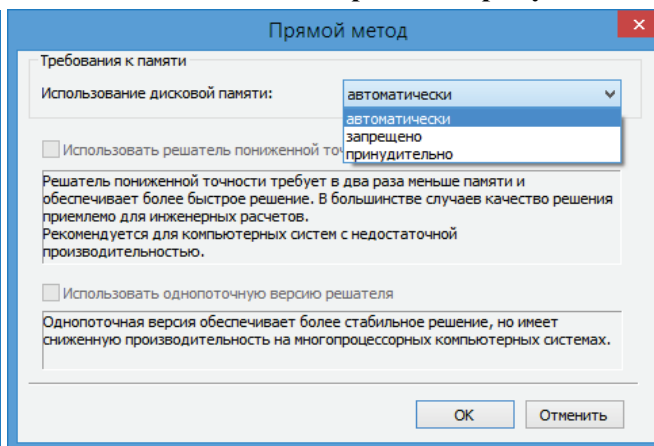 Прямой метод
Требования к памяти
Использование дисковой памяти:
автоматически
автоматически
запрещено
принудительно
Использовать решатель пониженной
Решатель пониженной точности требует в два раза меньше памяти и
обеспечивает более быстрое решение. В большинстве случаев качество решения
приемлемо для инженерных расчетов.
Рекомендуется для компьютерных систем с недостаточной
производительностью.
Использовать однопоточную версию решателя
Однопоточная версия обеспечивает более стабильное решение, но имеет
сниженную производительность на многопроцессорных компьютерных системах.
OK
Отменить